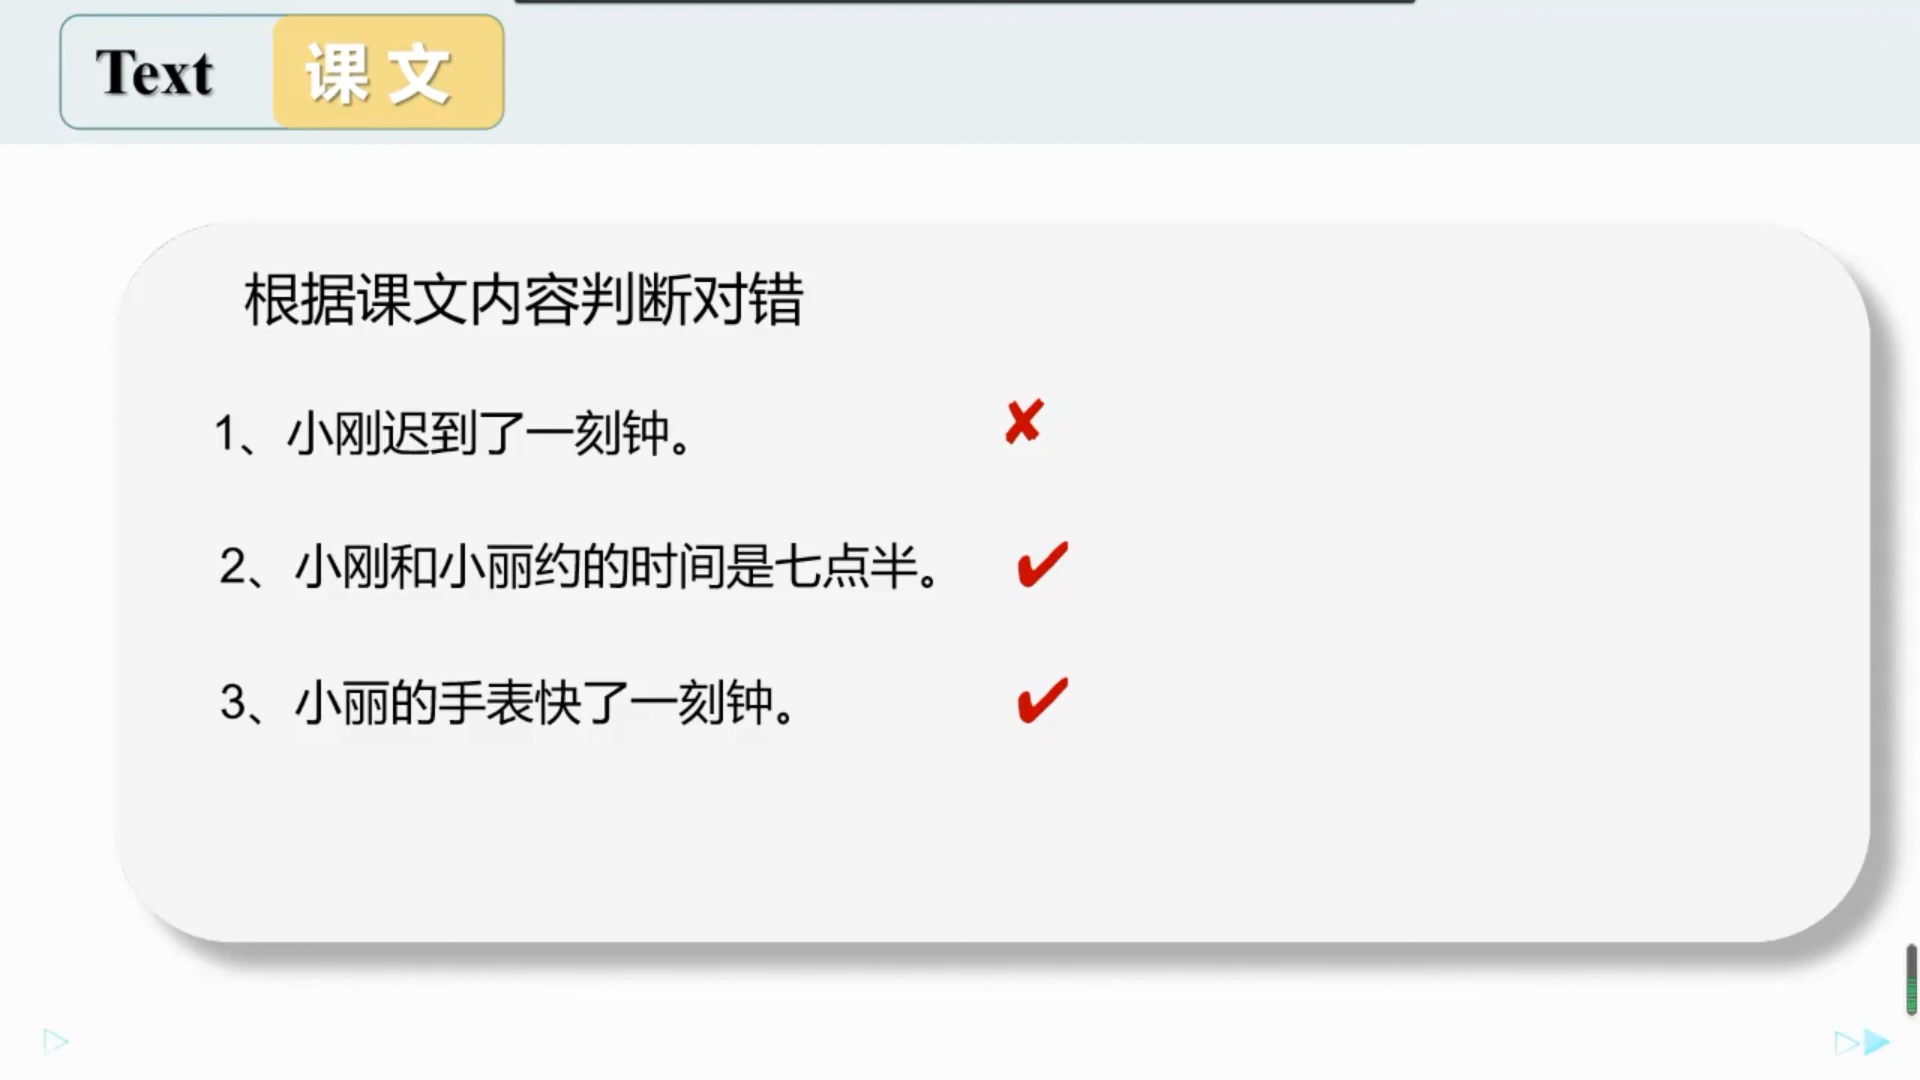 Text 课文
根据课文内容判断对错
1、小刚迟到了一刻钟。 ✘
2、小刚和小丽约的时间是七点半。 ✔
3、小丽的手表快了一刻钟。 ✔